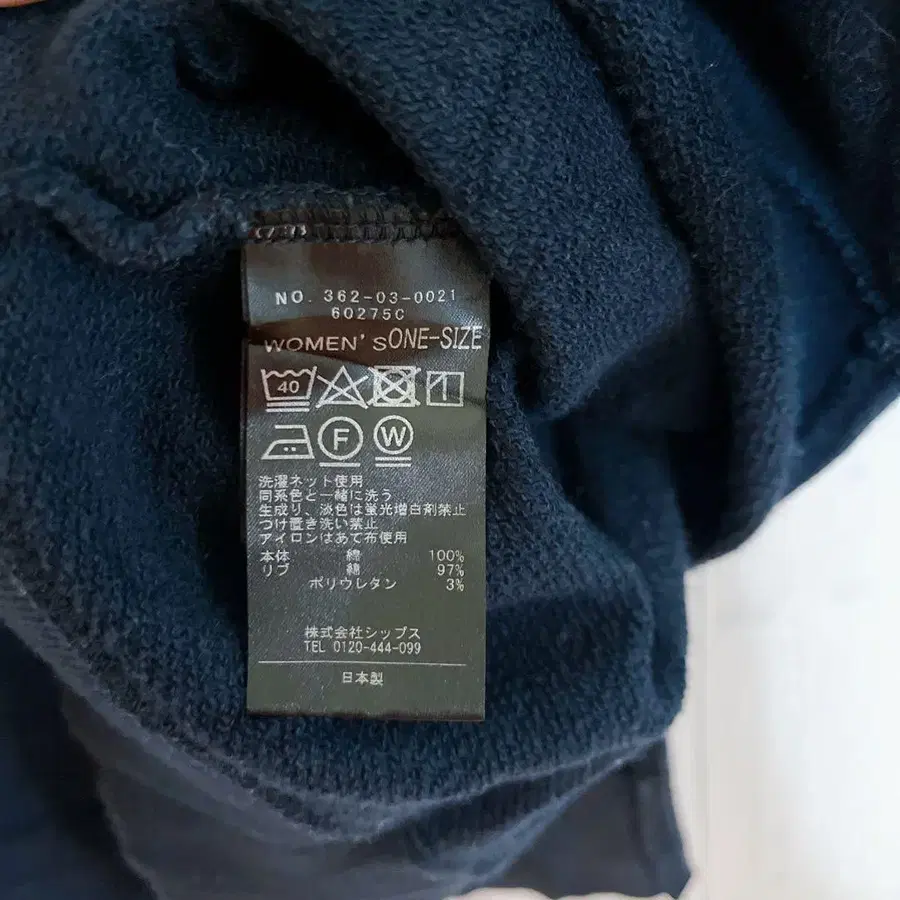 NO. 362-03-0021
60275C
WOMEN'S ONE-SIZE
40
F W
洗濯ネット使用
同系色と一緒に洗う
生成り、淡色は蛍光増白剤禁止
つけ置き洗い禁止
アイロンはあて布使用
本体 綿 100%
リブ 綿 97%
ポリウレタン 3%
株式会社シップス
TEL 0120-444-099
日本製